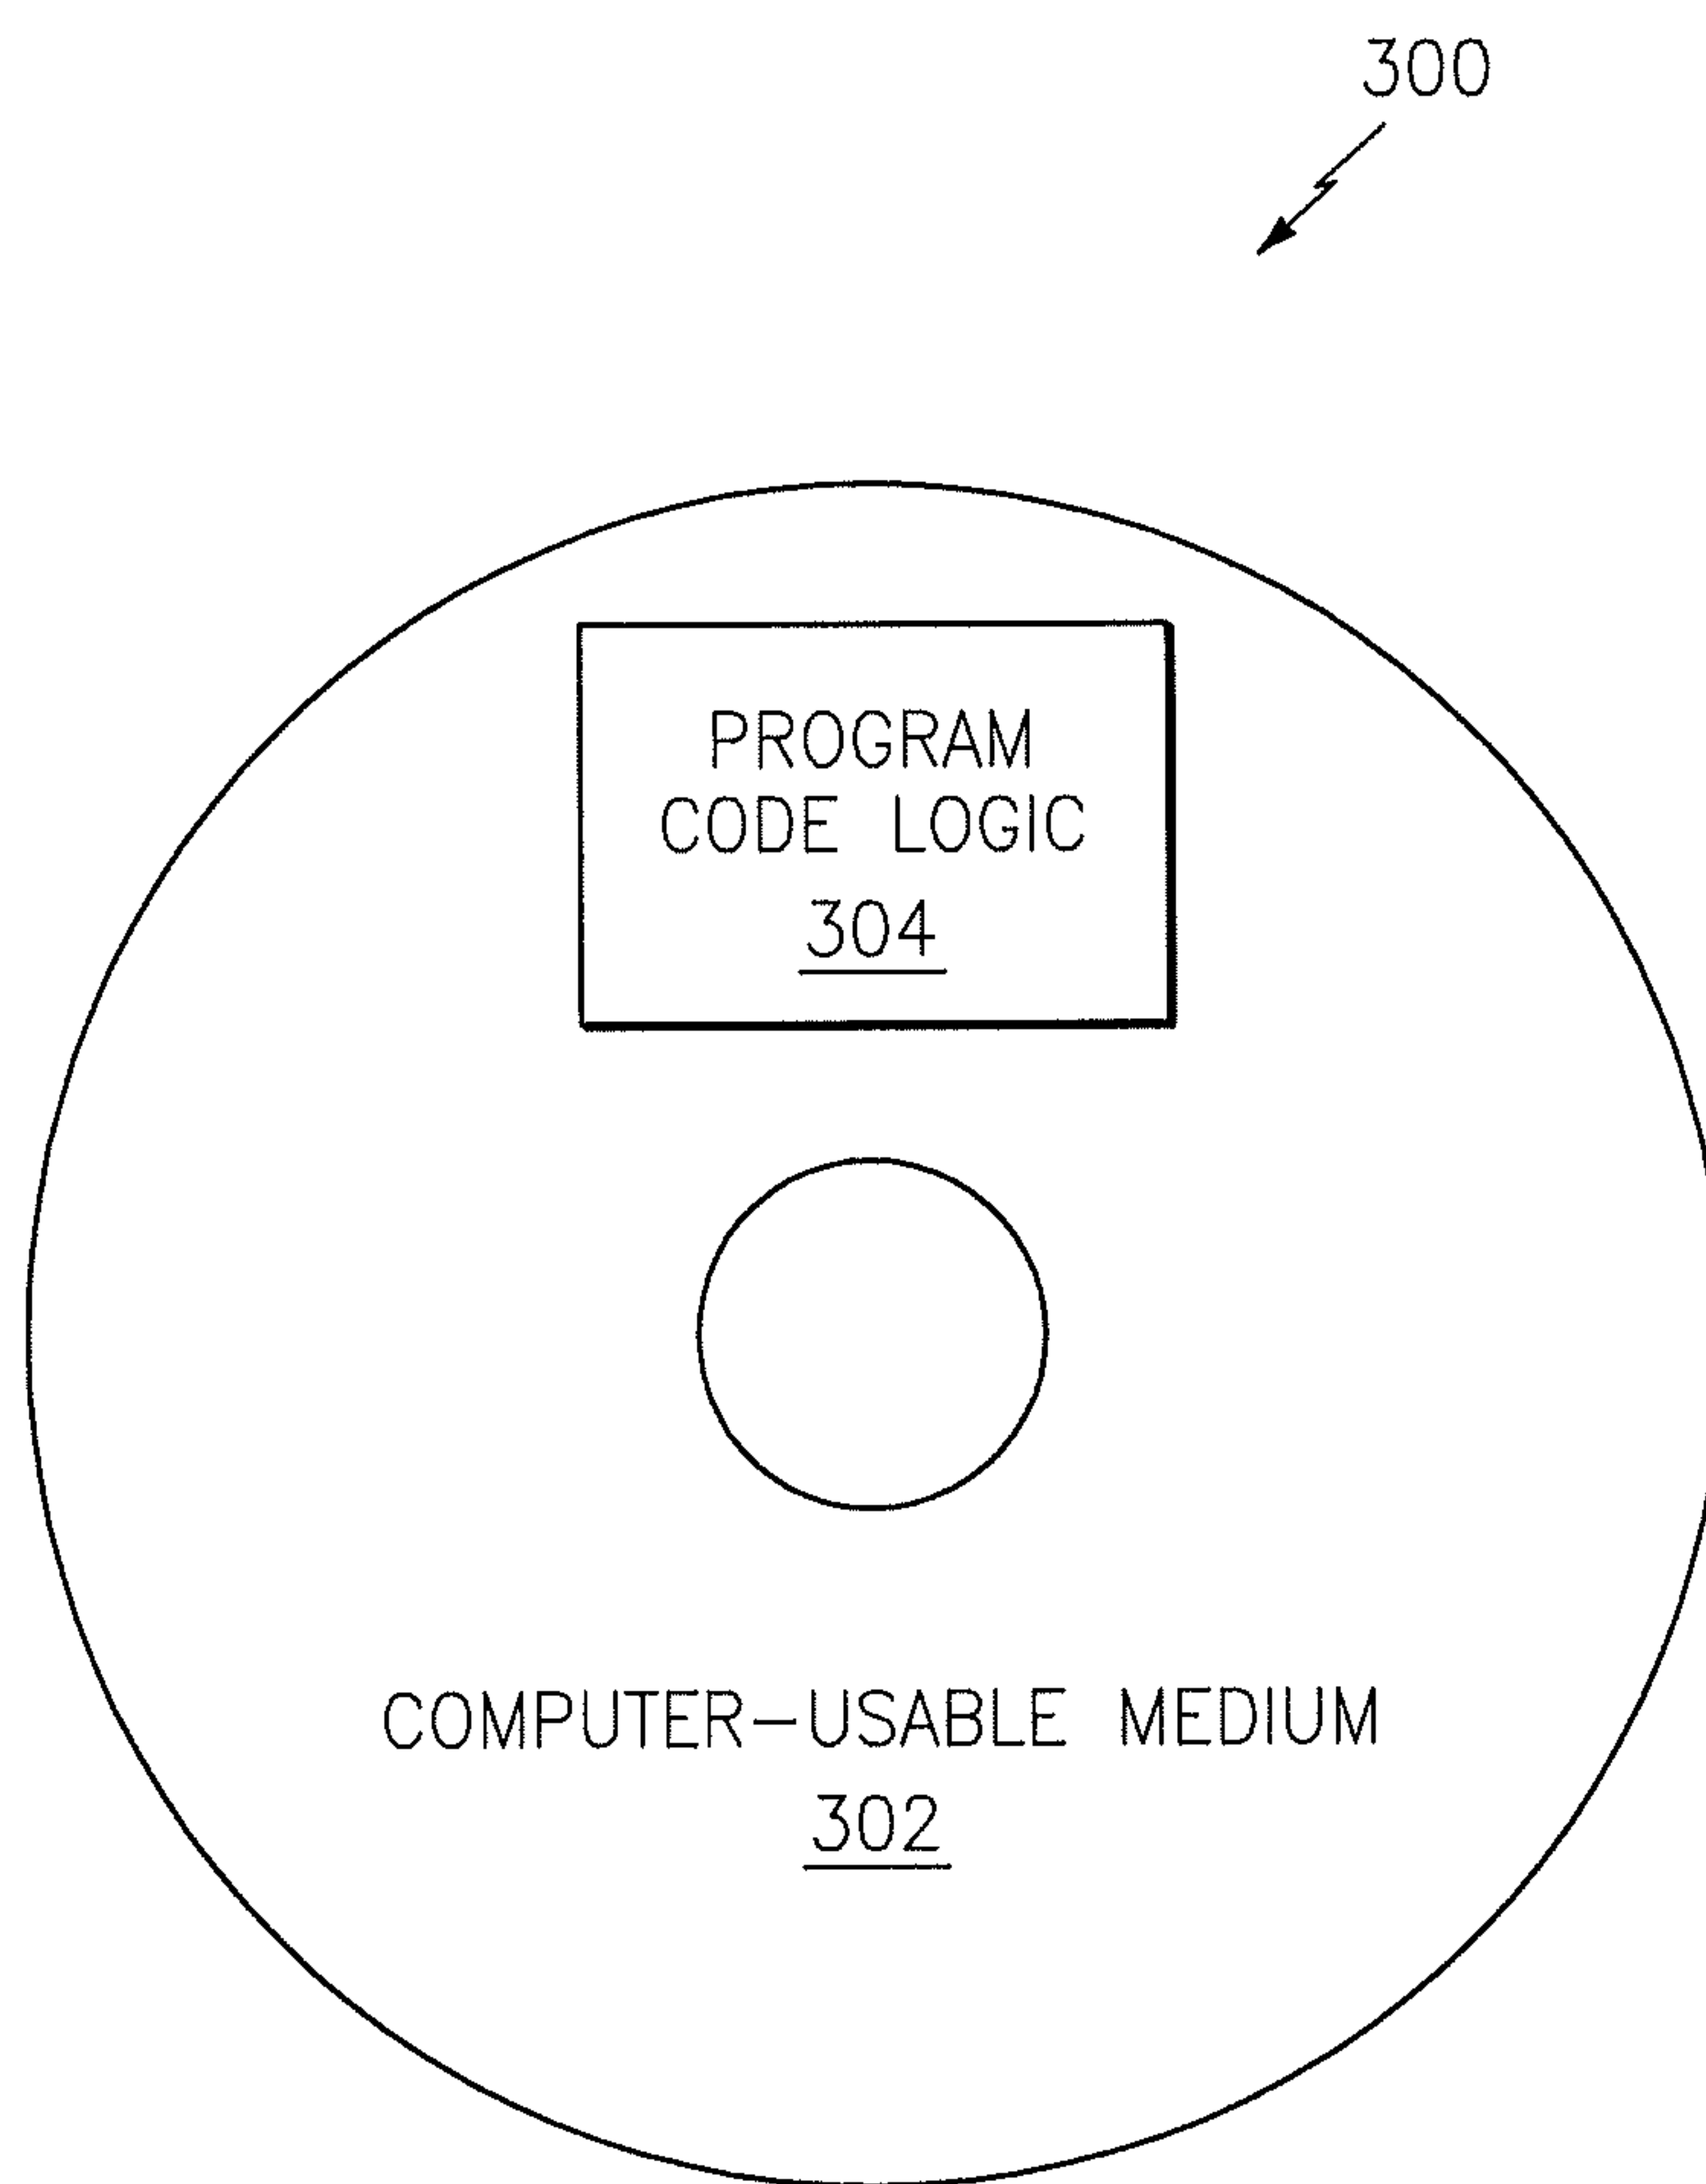 300
PROGRAM
CODE LOGIC
304
COMPUTER-USABLE MEDIUM
302